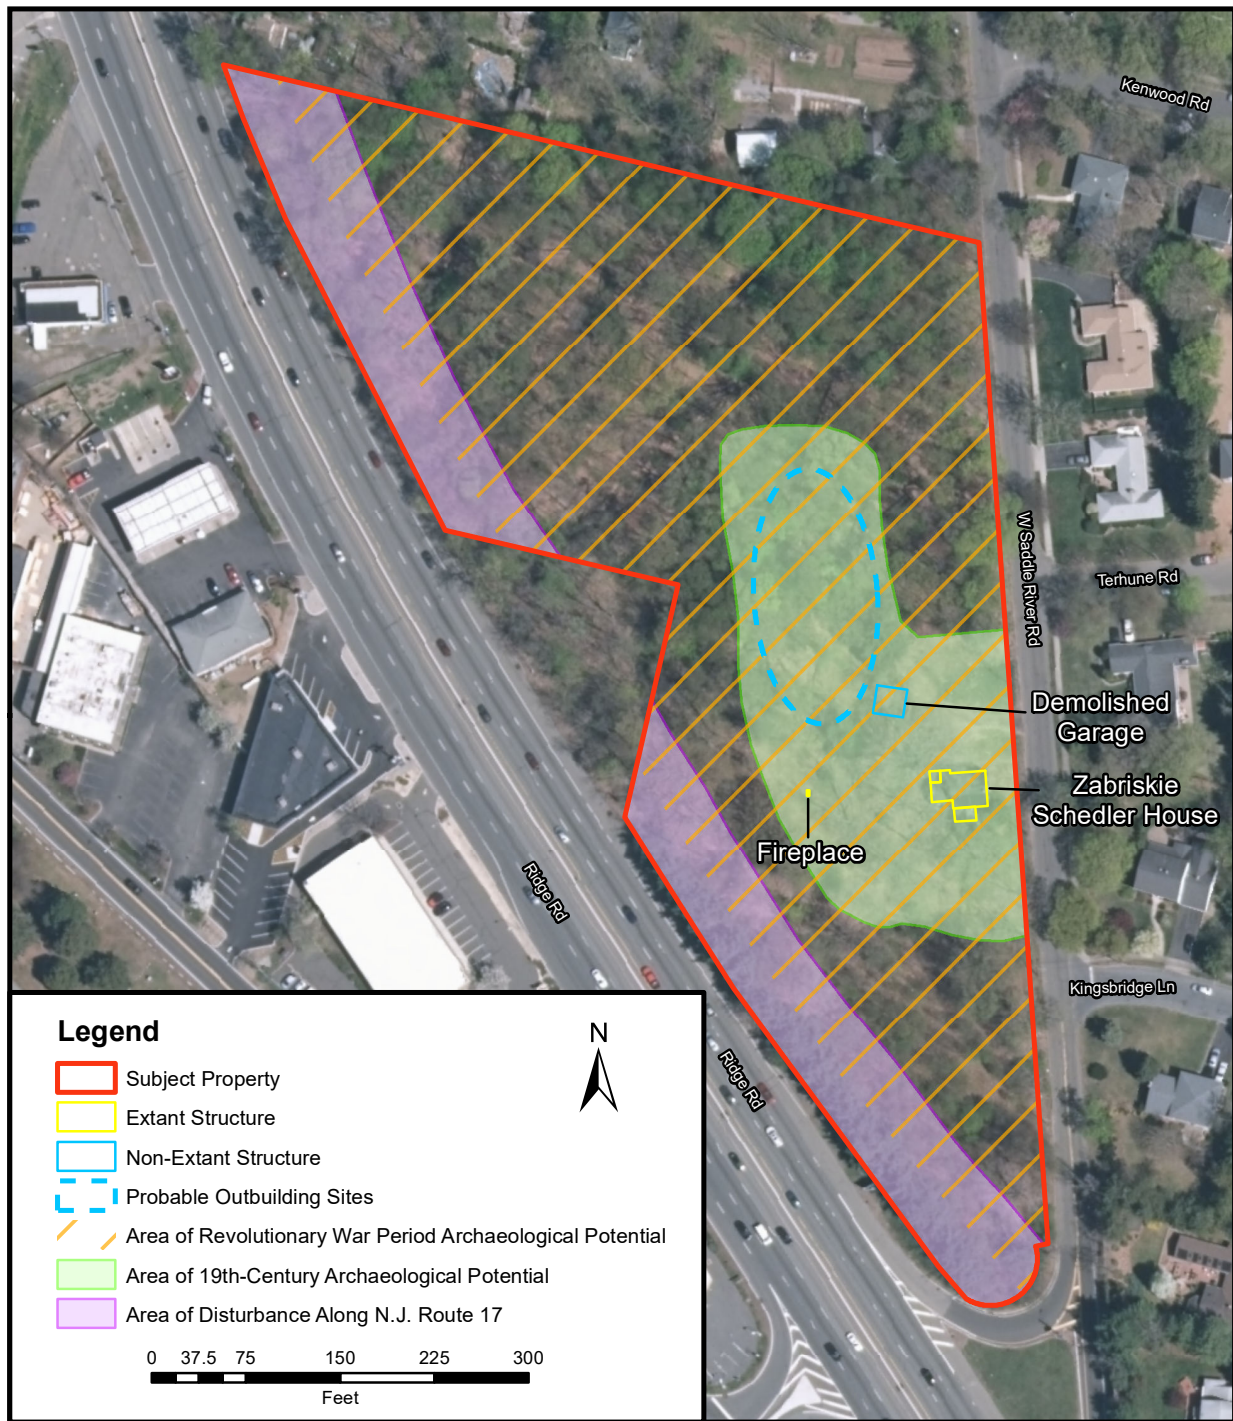 Kenwood Rd
W Saddle River Rd
Terhune Rd
Demolished
Garage
Zabriskie
Schedler House
Fireplace
Ridge Rd
Kingsbridge Ln
Ridge Rd
Legend
N
Subject Property
Extant Structure
Non-Extant Structure
Probable Outbuilding Sites
Area of Revolutionary War Period Archaeological Potential
Area of 19th-Century Archaeological Potential
Area of Disturbance Along N.J. Route 17
0 37.5 75 150 225 300
Feet